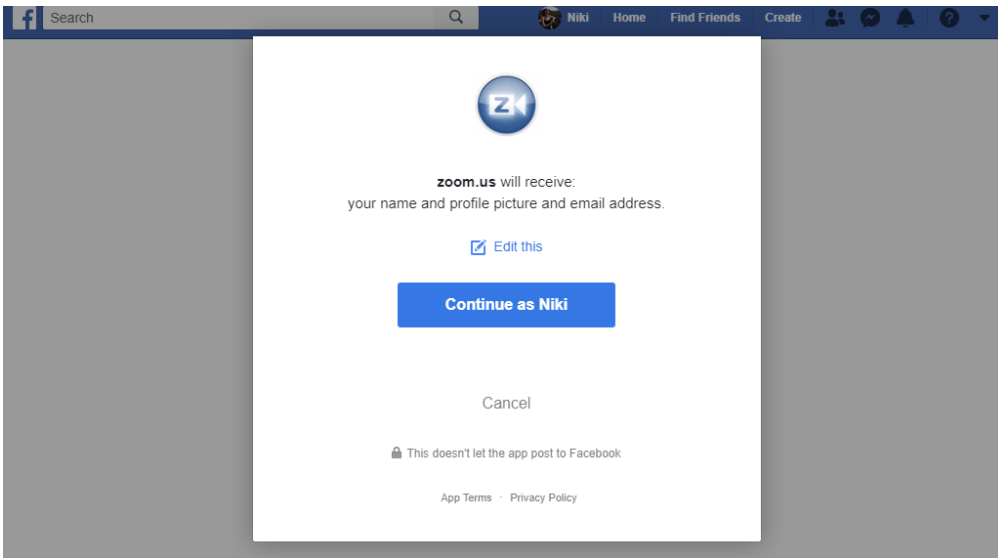 Search Niki Home Find Friends Create
Z
zoom.us will receive:
your name and profile picture and email address.
Edit this
Continue as Niki
Cancel
This doesn't let the app post to Facebook
App Terms · Privacy Policy